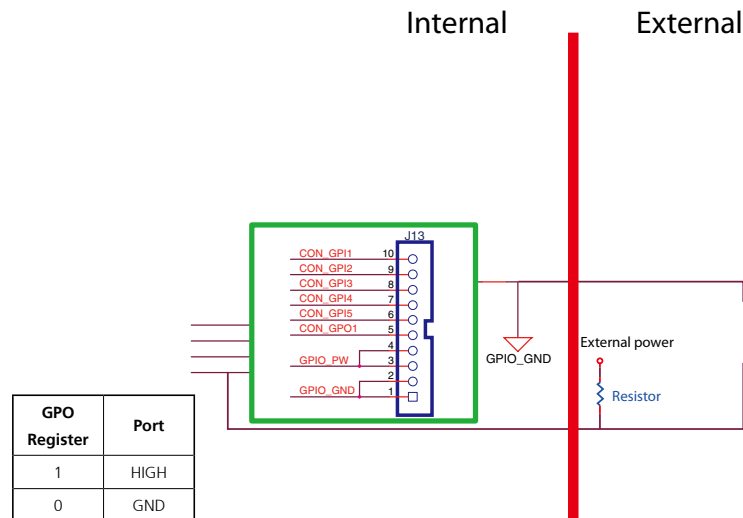 Internal External
J13
CON_GPI1 10
CON_GPI2 9
CON_GPI3 8
CON_GPI4 7
CON_GPI5 6
CON_GPO1 5
4
GPIO_PW 3
2
GPIO_GND 1
GPIO_GND
External power
Resistor
GPO Register Port
1 HIGH
0 GND